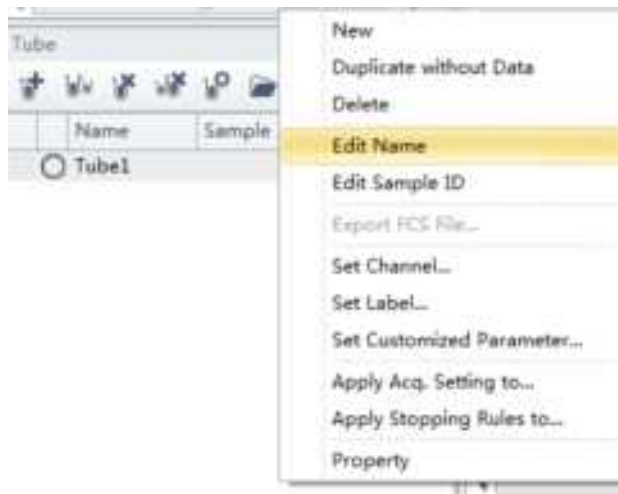 Tube
Name Sample
Tube1
New
Duplicate without Data
Delete
Edit Name
Edit Sample ID
Export FCS File...
Set Channel...
Set Label...
Set Customized Parameter...
Apply Acq. Setting to...
Apply Stopping Rules to...
Property